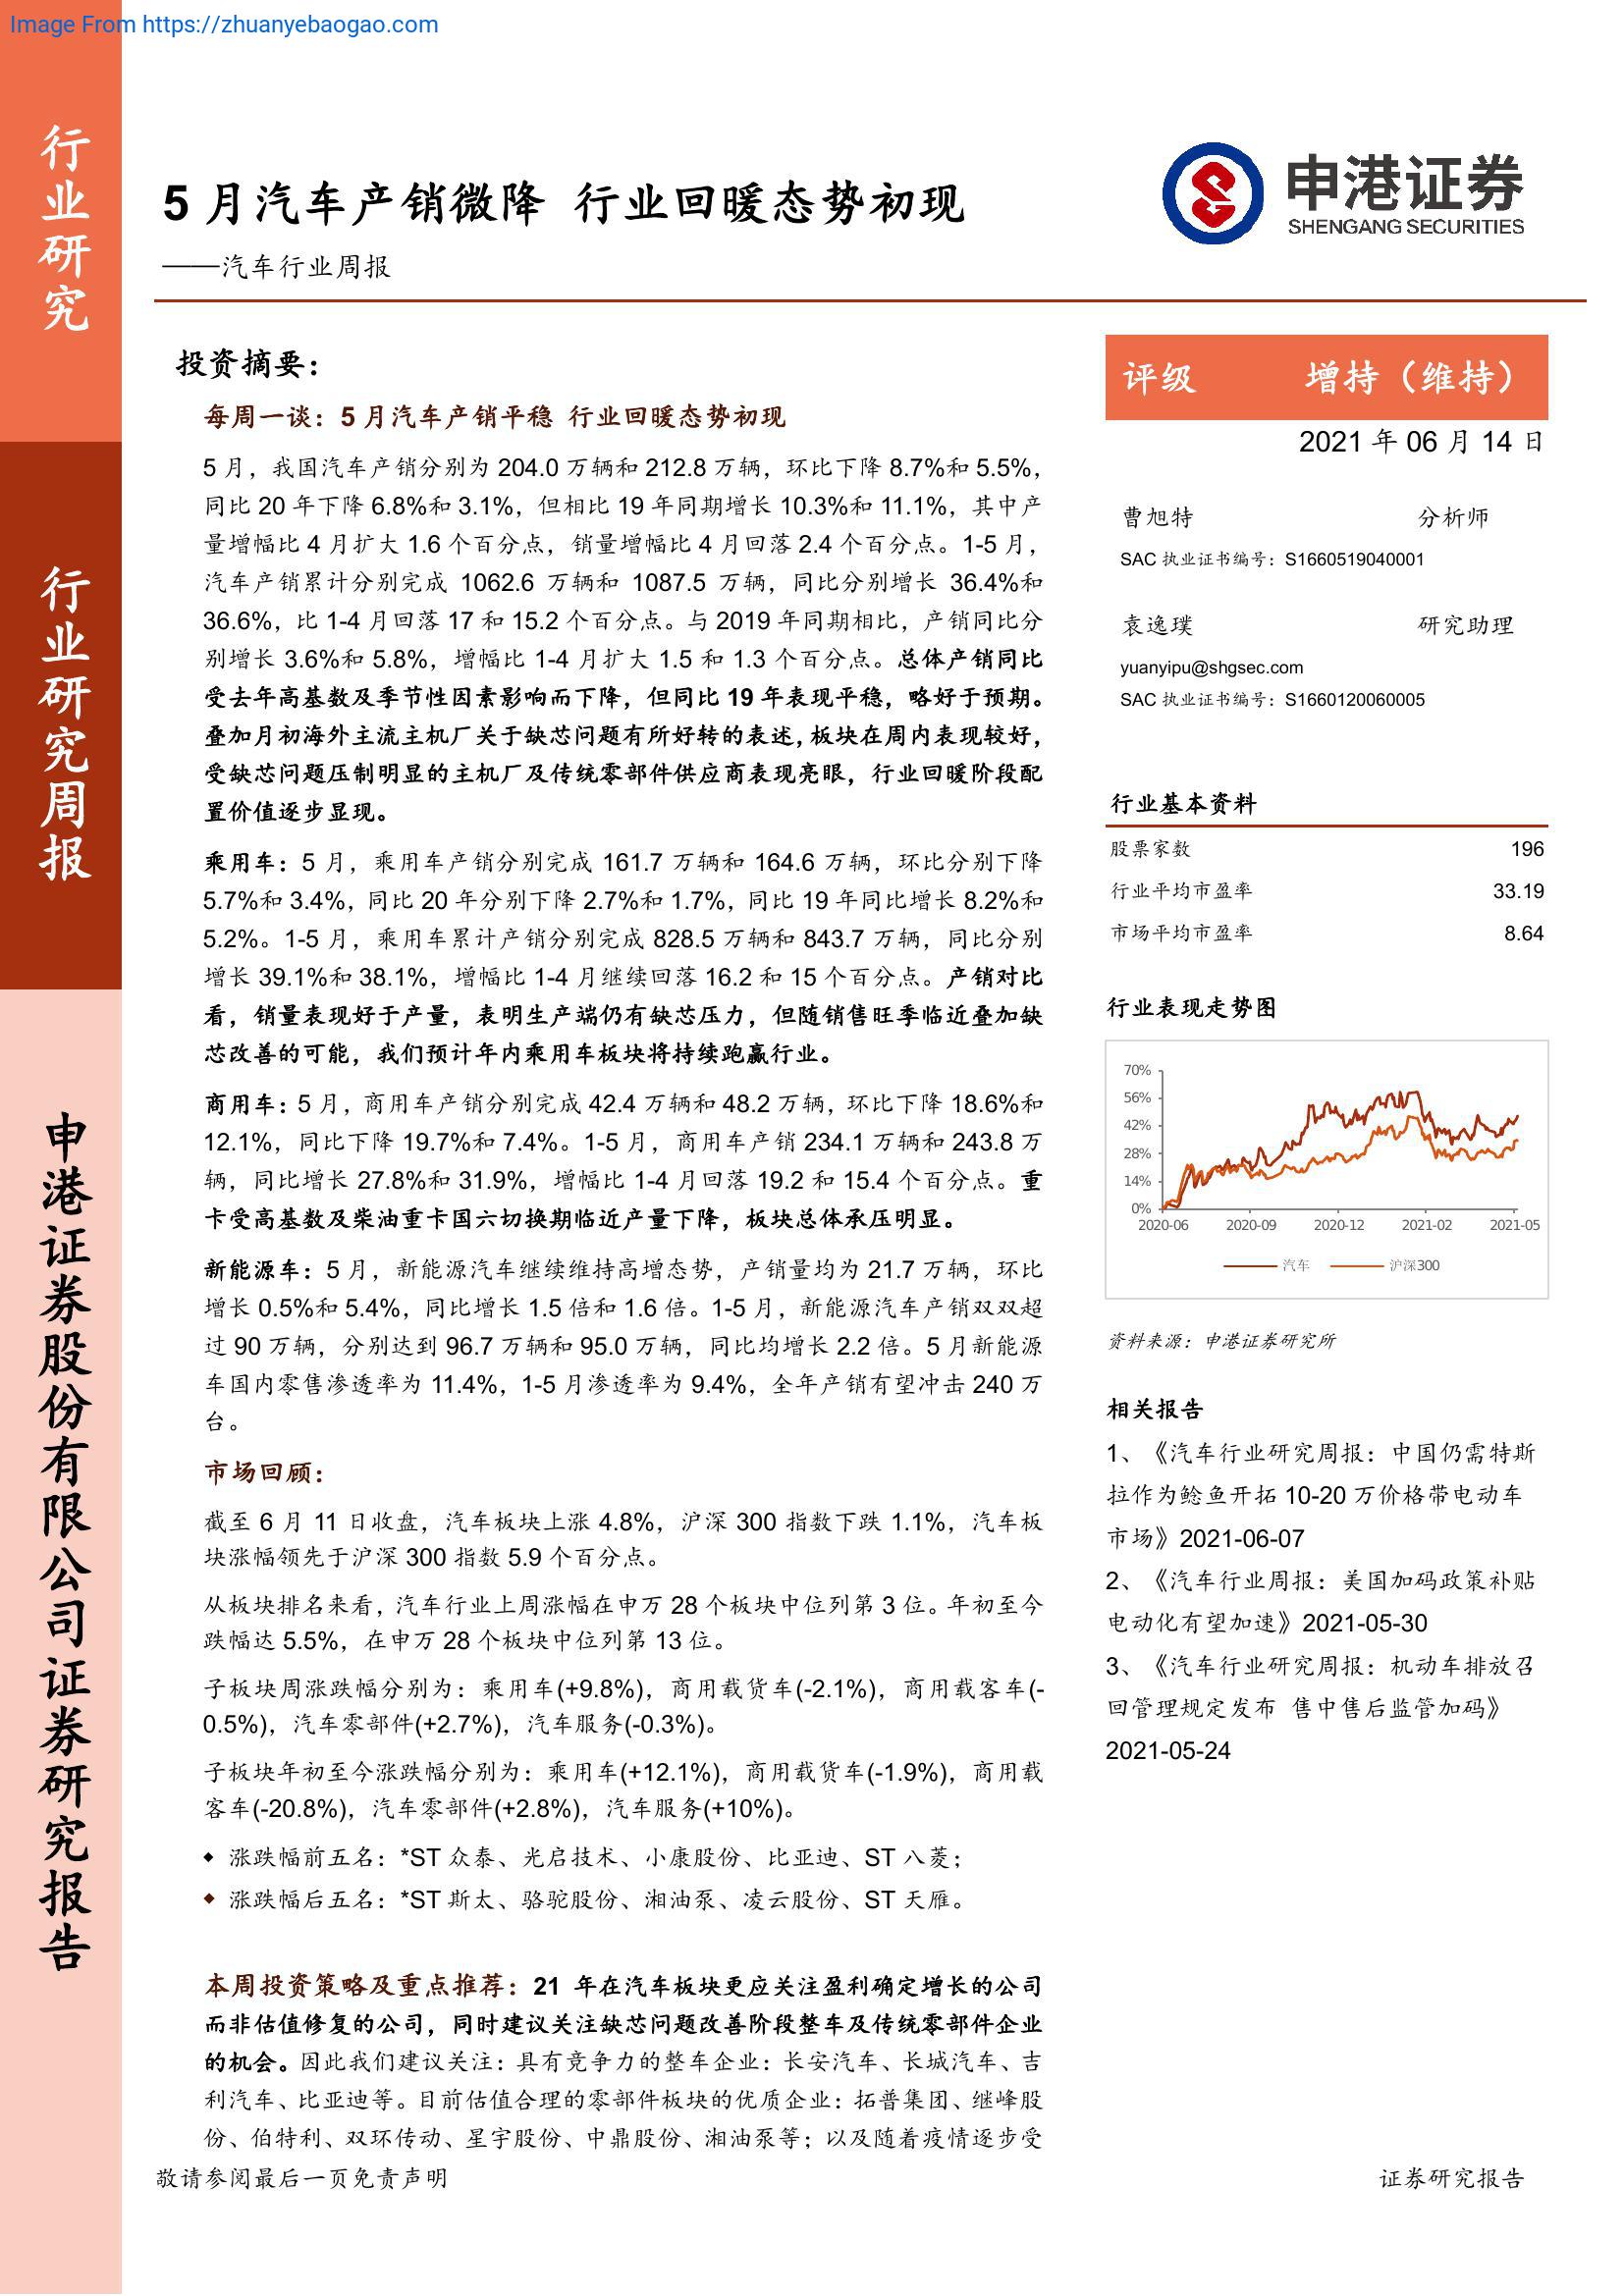 Image From https://zhuanyebaogao.com
行业研究
行业研究周报
申港证券股份有限公司证券研究报告
5 月汽车产销微降 行业回暖态势初现
——汽车行业周报
申港证券
SHENGANG SECURITIES
投资摘要：
每周一谈：5 月汽车产销平稳 行业回暖态势初现
5 月，我国汽车产销分别为 204.0 万辆和 212.8 万辆，环比下降 8.7%和 5.5%，
同比 20 年下降 6.8%和 3.1%，但相比 19 年同期增长 10.3%和 11.1%，其中产
量增幅比 4 月扩大 1.6 个百分点，销量增幅比 4 月回落 2.4 个百分点。1-5 月，
汽车产销累计分别完成 1062.6 万辆和 1087.5 万辆，同比分别增长 36.4%和
36.6%，比 1-4 月回落 17 和 15.2 个百分点。与 2019 年同期相比，产销同比分
别增长 3.6%和 5.8%，增幅比 1-4 月扩大 1.5 和 1.3 个百分点。总体产销同比
受去年高基数及季节性因素影响而下降，但同比 19 年表现平稳，略好于预期。
叠加月初海外主流主机厂关于缺芯问题有所好转的表述，板块在周内表现较好，
受缺芯问题压制明显的主机厂及传统零部件供应商表现亮眼，行业回暖阶段配
置价值逐步显现。
乘用车：5 月，乘用车产销分别完成 161.7 万辆和 164.6 万辆，环比分别下降
5.7%和 3.4%，同比 20 年分别下降 2.7%和 1.7%，同比 19 年同比增长 8.2%和
5.2%。1-5 月，乘用车累计产销分别完成 828.5 万辆和 843.7 万辆，同比分别
增长 39.1%和 38.1%，增幅比 1-4 月继续回落 16.2 和 15 个百分点。产销对比
看，销量表现好于产量，表明生产端仍有缺芯压力，但随销售旺季临近叠加缺
芯改善的可能，我们预计年内乘用车板块将持续跑赢行业。
商用车：5 月，商用车产销分别完成 42.4 万辆和 48.2 万辆，环比下降 18.6%和
12.1%，同比下降 19.7%和 7.4%。1-5 月，商用车产销 234.1 万辆和 243.8 万
辆，同比增长 27.8%和 31.9%，增幅比 1-4 月回落 19.2 和 15.4 个百分点。重
卡受高基数及柴油重卡国六切换期临近产量下降，板块总体承压明显。
新能源车：5 月，新能源汽车继续维持高增态势，产销量均为 21.7 万辆，环比
增长 0.5%和 5.4%，同比增长 1.5 倍和 1.6 倍。1-5 月，新能源汽车产销双双超
过 90 万辆，分别达到 96.7 万辆和 95.0 万辆，同比均增长 2.2 倍。5 月新能源
车国内零售渗透率为 11.4%，1-5 月渗透率为 9.4%，全年产销有望冲击 240 万
台。
市场回顾：
截至 6 月 11 日收盘，汽车板块上涨 4.8%，沪深 300 指数下跌 1.1%，汽车板
块涨幅领先于沪深 300 指数 5.9 个百分点。
从板块排名来看，汽车行业上周涨幅在申万 28 个板块中位列第 3 位。年初至今
跌幅达 5.5%，在申万 28 个板块中位列第 13 位。
子板块周涨跌幅分别为：乘用车(+9.8%)，商用载货车(-2.1%)，商用载客车(-
0.5%)，汽车零部件(+2.7%)，汽车服务(-0.3%)。
子板块年初至今涨跌幅分别为：乘用车(+12.1%)，商用载货车(-1.9%)，商用载
客车(-20.8%)，汽车零部件(+2.8%)，汽车服务(+10%)。
◆ 涨跌幅前五名：*ST 众泰、光启技术、小康股份、比亚迪、ST 八菱；
◆ 涨跌幅后五名：*ST 斯太、骆驼股份、湘油泵、凌云股份、ST 天雁。
本周投资策略及重点推荐：21 年在汽车板块更应关注盈利确定增长的公司
而非估值修复的公司，同时建议关注缺芯问题改善阶段整车及传统零部件企业
的机会。因此我们建议关注：具有竞争力的整车企业：长安汽车、长城汽车、吉
利汽车、比亚迪等。目前估值合理的零部件板块的优质企业：拓普集团、继峰股
份、伯特利、双环传动、星宇股份、中鼎股份、湘油泵等；以及随着疫情逐步受
评级 增持（维持）
2021 年 06 月 14 日
曹旭特 分析师
SAC 执业证书编号：S1660519040001
袁逸璞 研究助理
yuanyipu@shgsec.com
SAC 执业证书编号：S1660120060005
行业基本资料
股票家数 196
行业平均市盈率 33.19
市场平均市盈率 8.64
行业表现走势图
70%
56%
42%
28%
14%
0%
2020-06 2020-09 2020-12 2021-02 2021-05
汽车 沪深300
资料来源：申港证券研究所
相关报告
1、《汽车行业研究周报：中国仍需特斯
拉作为鲶鱼开拓 10-20 万价格带电动车
市场》2021-06-07
2、《汽车行业周报：美国加码政策补贴
电动化有望加速》2021-05-30
3、《汽车行业研究周报：机动车排放召
回管理规定发布 售中售后监管加码》
2021-05-24
敬请参阅最后一页免责声明 证券研究报告